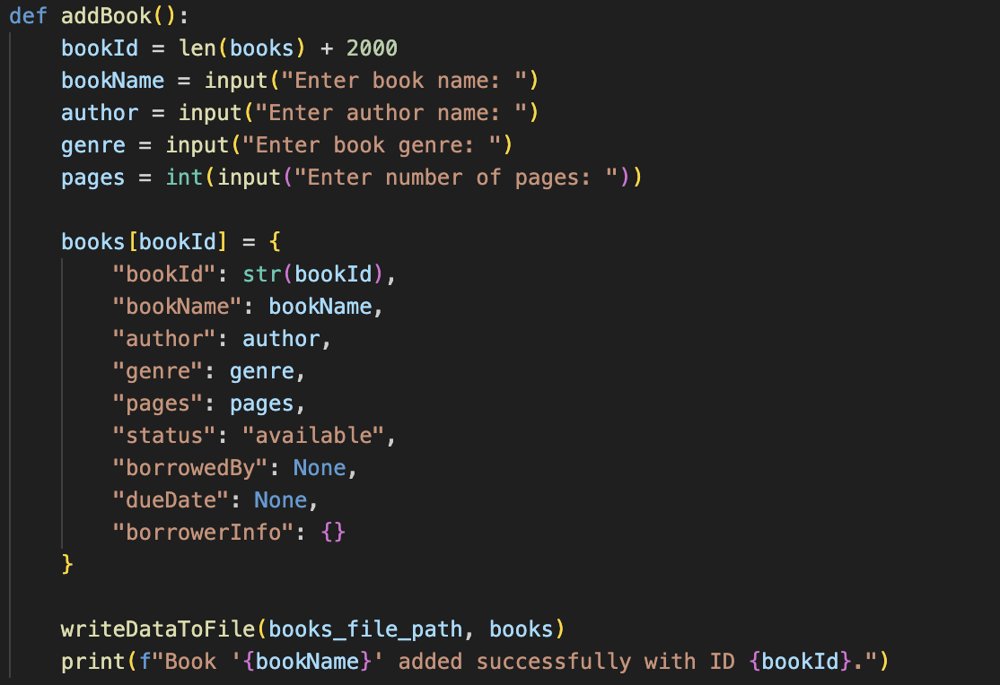 def addBook():
    bookId = len(books) + 2000
    bookName = input("Enter book name: ")
    author = input("Enter author name: ")
    genre = input("Enter book genre: ")
    pages = int(input("Enter number of pages: "))

    books[bookId] = {
        "bookId": str(bookId),
        "bookName": bookName,
        "author": author,
        "genre": genre,
        "pages": pages,
        "status": "available",
        "borrowedBy": None,
        "dueDate": None,
        "borrowerInfo": {}
    }

    writeDataToFile(books_file_path, books)
    print(f"Book '{bookName}' added successfully with ID {bookId}.")